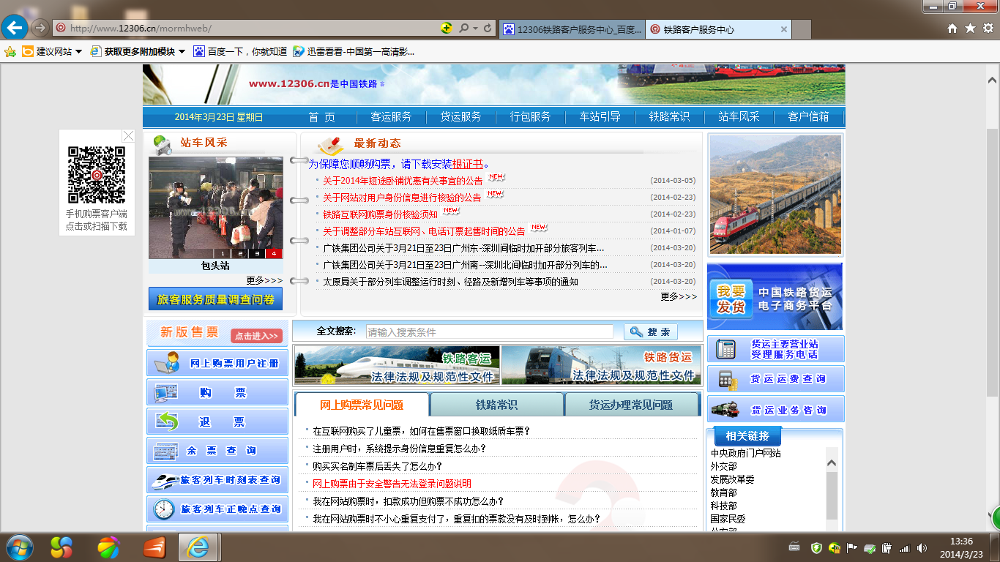 http://www.12306.cn/mormhweb/
12306铁路客户服务中心_百度...
铁路客户服务中心
建议网站
获取更多附加模块
百度一下，你就知道
迅雷看看-中国第一高清影...
www.12306.cn是中国铁路
2014年3月23日 星期日
首 页
客运服务
货运服务
行包服务
车站引导
铁路常识
站车风采
客户信箱
手机购票客户端
点击或扫描下载
站车风采
1 2 3 4
包头站
更多>>>
旅客服务质量调查问卷
最新动态
为保障您顺畅购票，请下载安装根证书。
关于2014年短途卧铺优惠有关事宜的公告 NEW (2014-03-05)
关于网站对用户身份信息进行核验的公告 NEW (2014-02-23)
铁路互联网购票身份核验须知 NEW (2014-02-23)
关于调整部分车站互联网、电话订票起售时间的公告 NEW (2014-01-07)
广铁集团公司关于3月21日至23日广州东-深圳间临时加开部分旅客列车... (2014-03-20)
广铁集团公司关于3月21日至23日广州南--深圳北间临时加开部分列车的... (2014-03-20)
太原局关于部分列车调整运行时刻、径路及新增列车等事项的通知 (2014-03-20)
更多>>>
我要发货
中国铁路货运
电子商务平台
新版售票 点击进入>>
网上购票用户注册
购 票
退 票
余票查询
旅客列车时刻表查询
旅客列车正晚点查询
全文搜索:
请输入搜索条件
搜 索
铁路客运
法律法规及规范性文件
铁路货运
法律法规及规范性文件
网上购票常见问题
铁路常识
货运办理常见问题
在互联网购买了儿童票，如何在售票窗口换取纸质车票？
注册用户时，系统提示身份信息重复怎么办？
购买实名制车票后丢失了怎么办？
网上购票由于安全警告无法登录问题说明
我在网站购票时，扣款成功但购票不成功怎么办？
我在网站购票时不小心重复支付了，重复扣的票款没有及时到帐，怎么办？
货运主要营业站
受理服务电话
货运运费查询
货运业务咨询
相关链接
中央政府门户网站
外交部
发展改革委
教育部
科技部
国家民委
公安部
13:36
2014/3/23